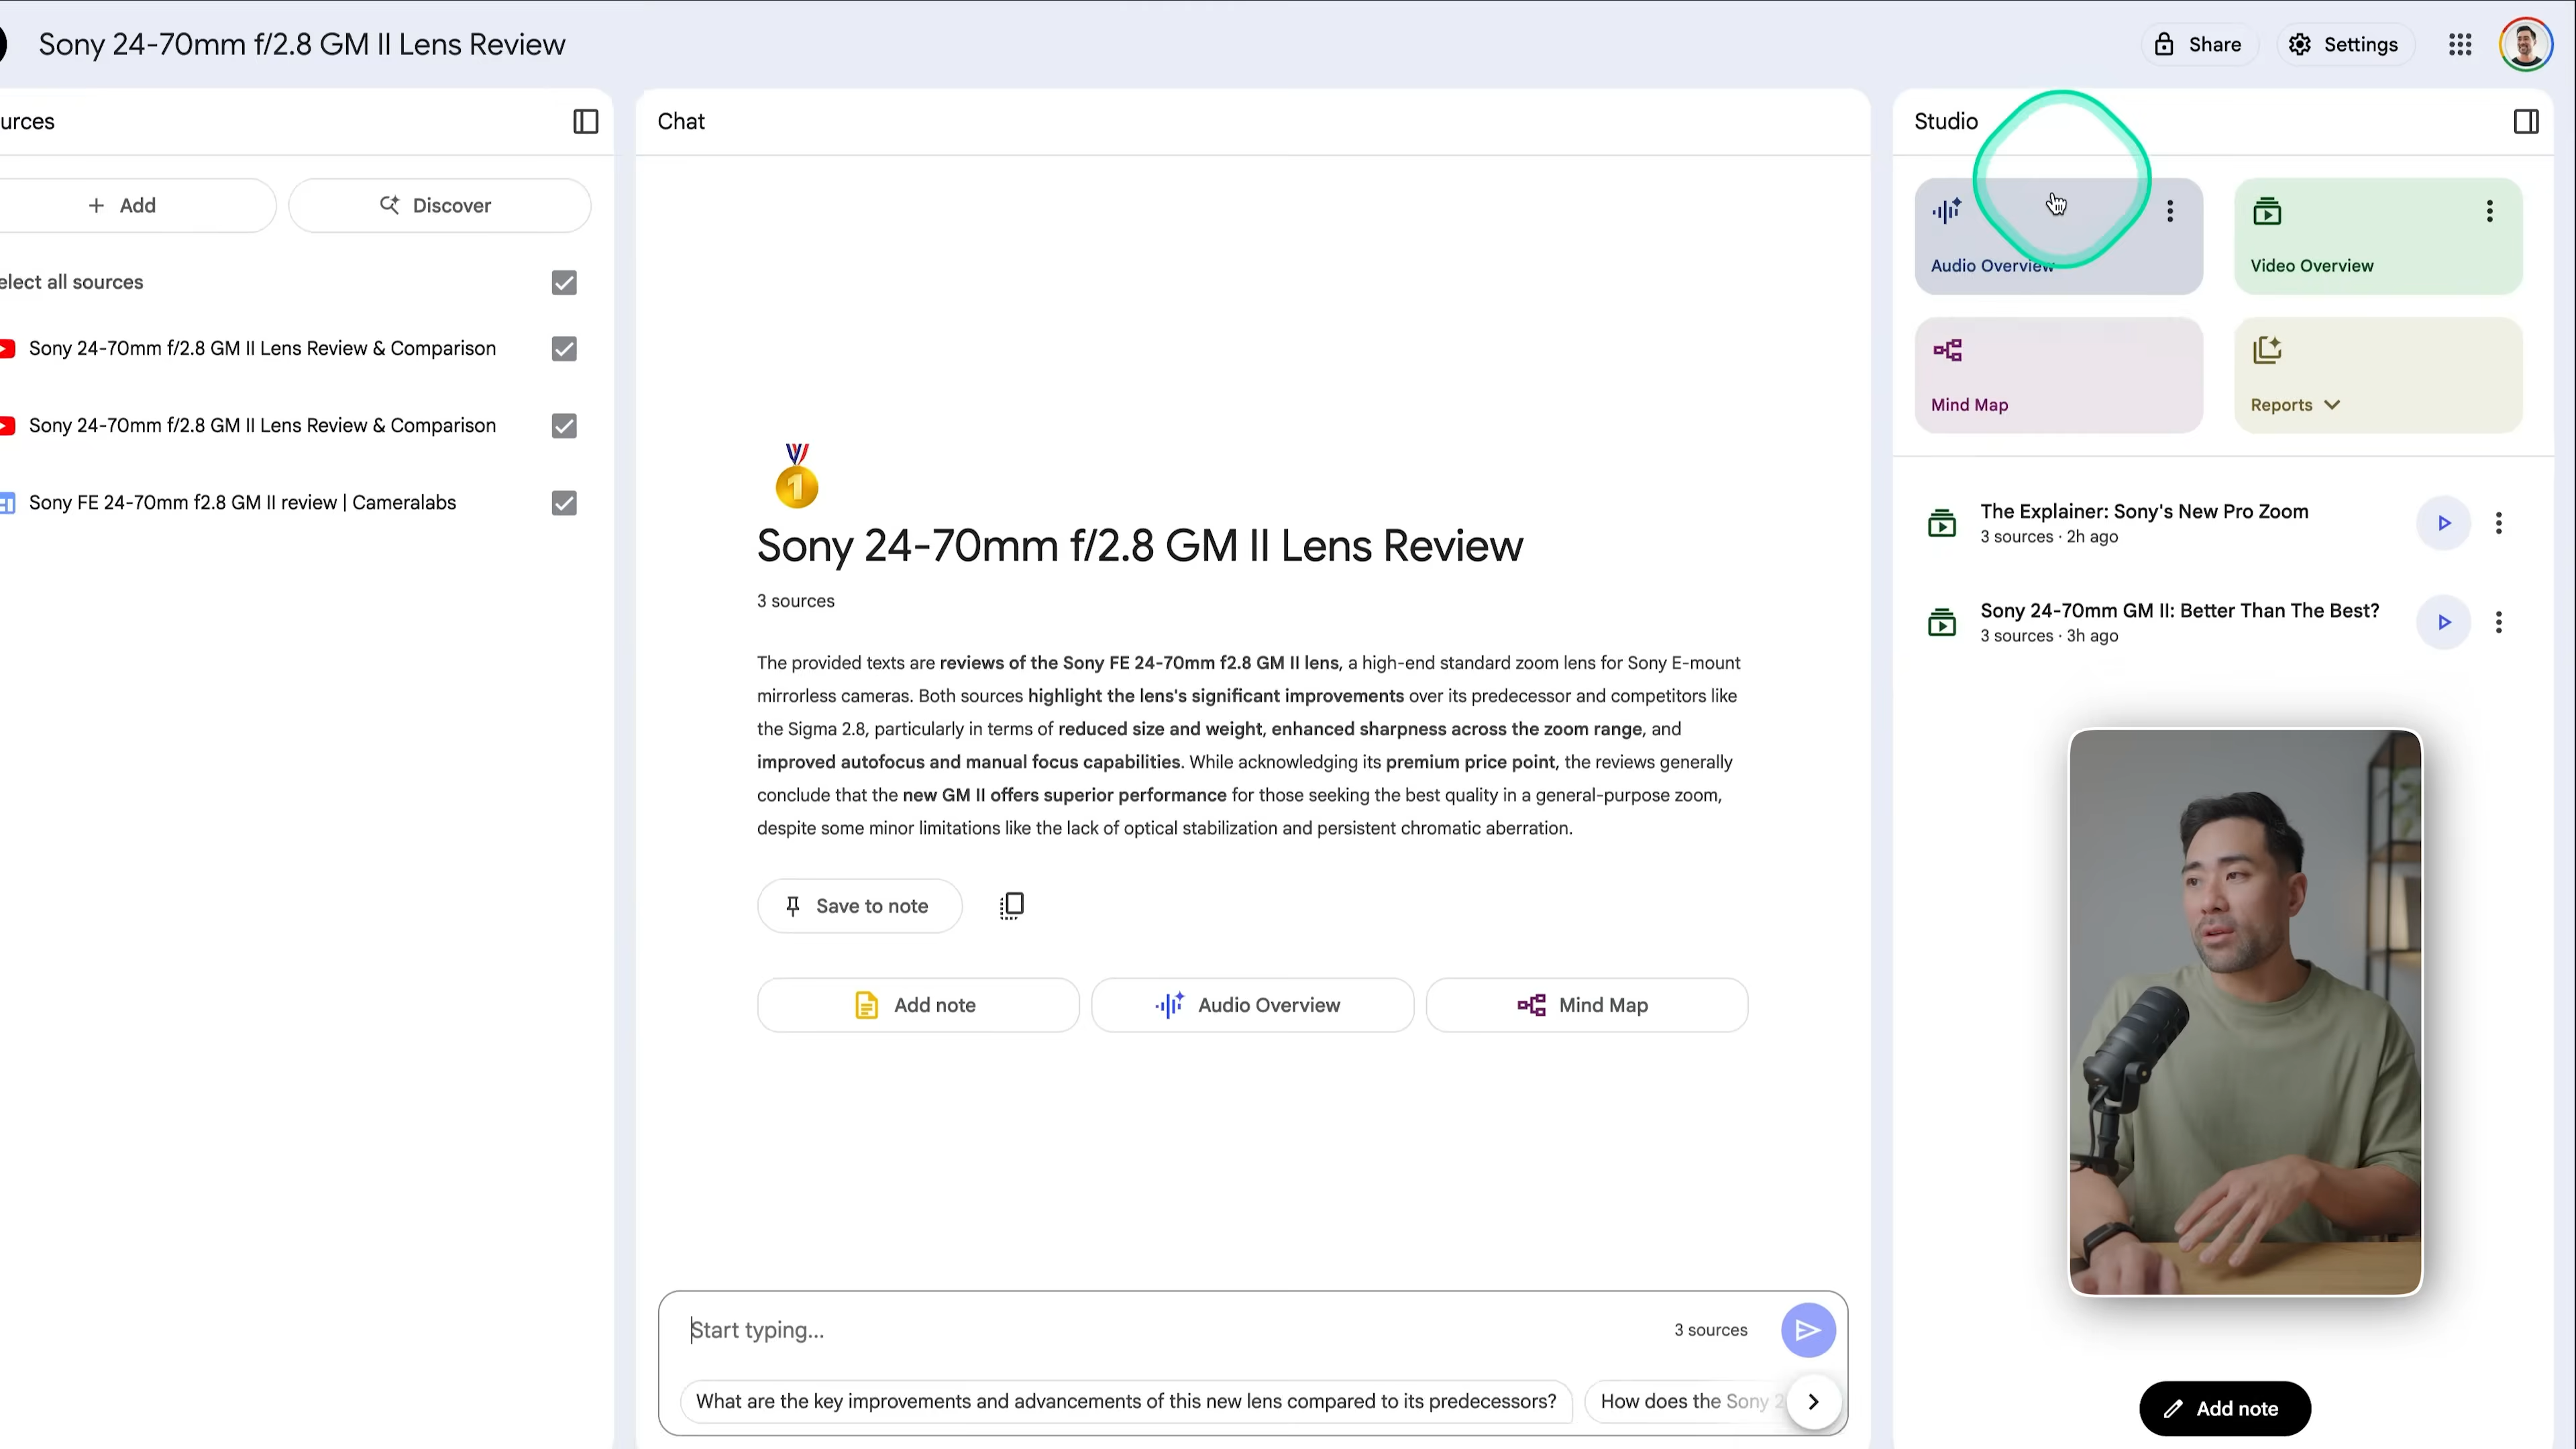 Sony 24-70mm f/2.8 GM II Lens Review
Share
Settings
urces
Add
Discover
elect all sources
Sony 24-70mm f/2.8 GM II Lens Review & Comparison
Sony 24-70mm f/2.8 GM II Lens Review & Comparison
Sony FE 24-70mm f2.8 GM II review | Cameralabs
Chat
1
Sony 24-70mm f/2.8 GM II Lens Review
3 sources
The provided texts are reviews of the Sony FE 24-70mm f2.8 GM II lens, a high-end standard zoom lens for Sony E-mount
mirrorless cameras. Both sources highlight the lens's significant improvements over its predecessor and competitors like
the Sigma 2.8, particularly in terms of reduced size and weight, enhanced sharpness across the zoom range, and
improved autofocus and manual focus capabilities. While acknowledging its premium price point, the reviews generally
conclude that the new GM II offers superior performance for those seeking the best quality in a general-purpose zoom,
despite some minor limitations like the lack of optical stabilization and persistent chromatic aberration.
Save to note
Add note
Audio Overview
Mind Map
Start typing...
3 sources
What are the key improvements and advancements of this new lens compared to its predecessors?
How does the Sony 2
Studio
Audio Overview
Video Overview
Mind Map
Reports
The Explainer: Sony's New Pro Zoom
3 sources · 2h ago
Sony 24-70mm GM II: Better Than The Best?
3 sources · 3h ago
Add note